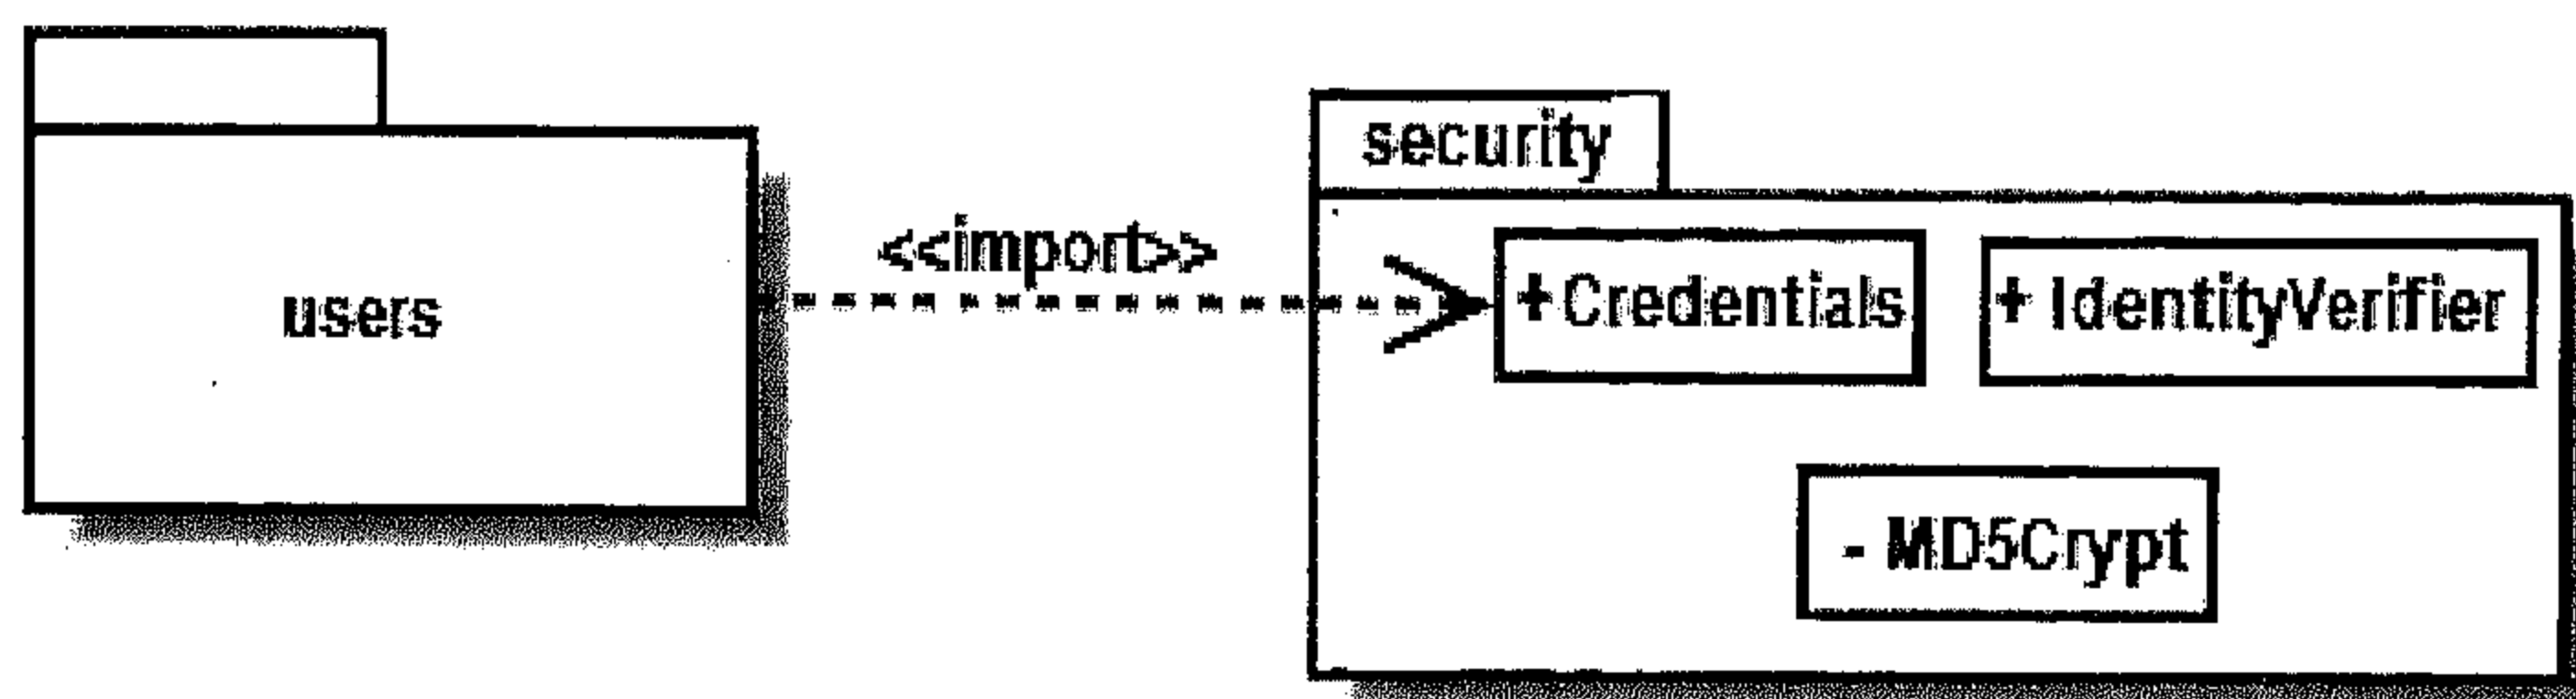 security
<<import>>
users
+Credentials
+ IdentityVerifier
- MD5Crypt